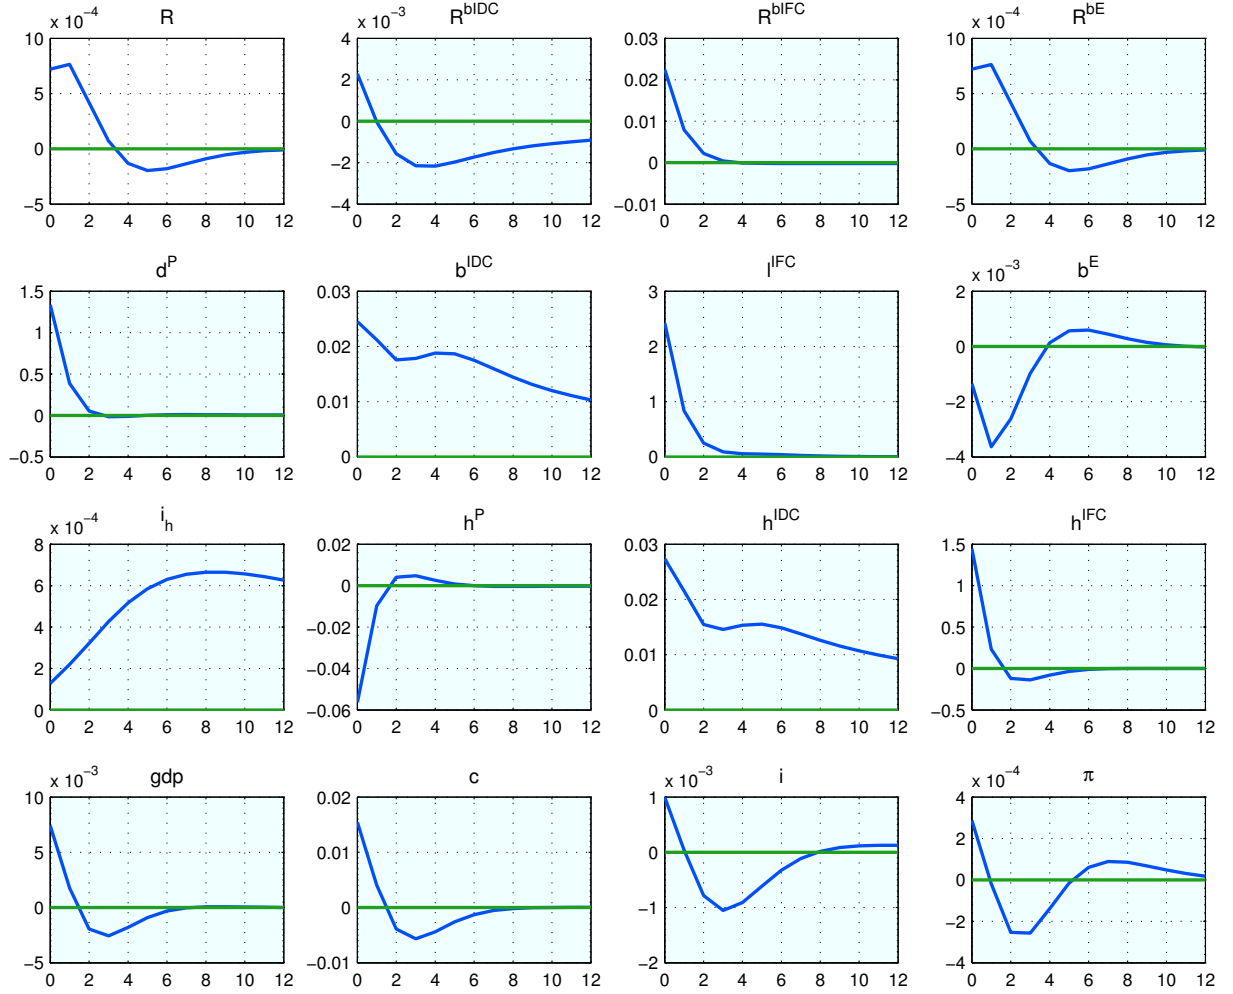 x 10⁻⁴ R x 10⁻³ R^bIDC R^bIFC x 10⁻⁴ R^bE
10 4 0.03 10
5 2 0.02 5
0 0 0.01 0
−2 0
−5 −4 −0.01 −5
0 2 4 6 8 10 12 0 2 4 6 8 10 12 0 2 4 6 8 10 12 0 2 4 6 8 10 12
d^P b^IDC l^IFC x 10⁻³ b^E
1.5 0.03 3 2
1 0.02 2 0
0.5
0 0.01 1 −2
−0.5 0 0 −4
0 2 4 6 8 10 12 0 2 4 6 8 10 12 0 2 4 6 8 10 12 0 2 4 6 8 10 12
x 10⁻⁴ i_h h^P h^IDC h^IFC
8 0.02 0.03 1.5
6 0 0.02 1
4 −0.02 0.5
2 −0.04 0.01 0
0 −0.06 0 −0.5
0 2 4 6 8 10 12 0 2 4 6 8 10 12 0 2 4 6 8 10 12 0 2 4 6 8 10 12
x 10⁻³ gdp c x 10⁻³ i x 10⁻⁴ π
10 0.02 1 4
5 0.01 0 2
0
0 0 −1 −2
−5 −0.01 −2 −4
0 2 4 6 8 10 12 0 2 4 6 8 10 12 0 2 4 6 8 10 12 0 2 4 6 8 10 12